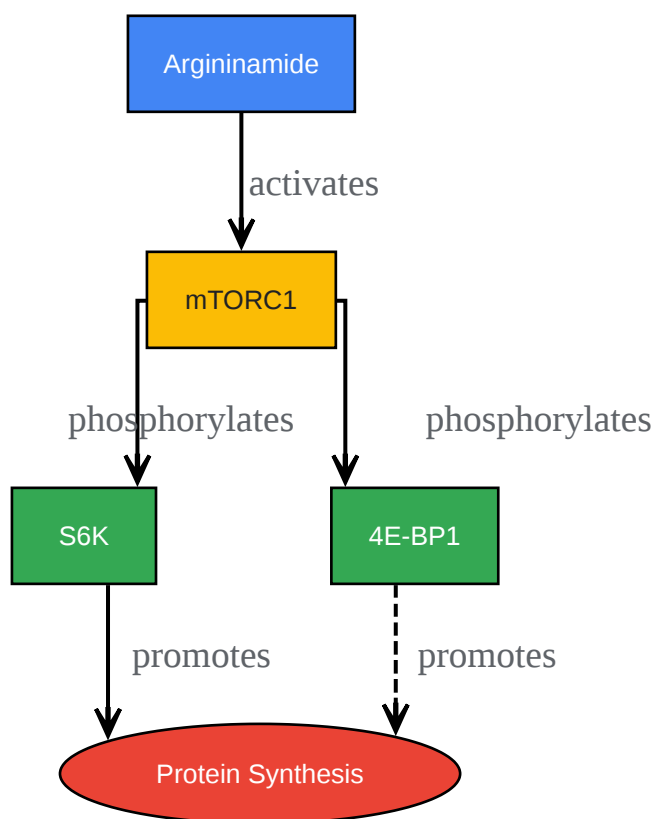 Argininamide
activates
mTORC1
phosphorylates
phosphorylates
S6K
4E-BP1
promotes
promotes
Protein Synthesis